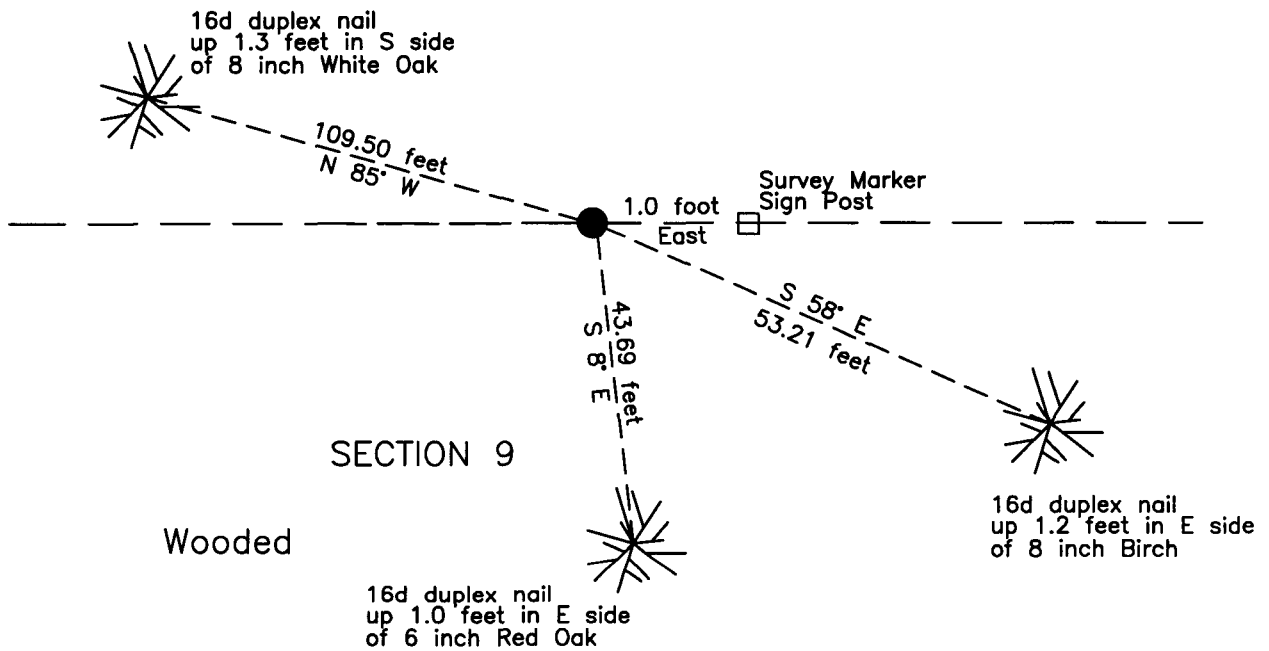 16d duplex nail
up 1.3 feet in S side
of 8 inch White Oak
109.50 feet
N 85° W
1.0 foot
East
Survey Marker
Sign Post
43.69 feet
S 8° E
S 58° E
53.21 feet
SECTION 9
Wooded
16d duplex nail
up 1.2 feet in E side
of 8 inch Birch
16d duplex nail
up 1.0 feet in E side
of 6 inch Red Oak